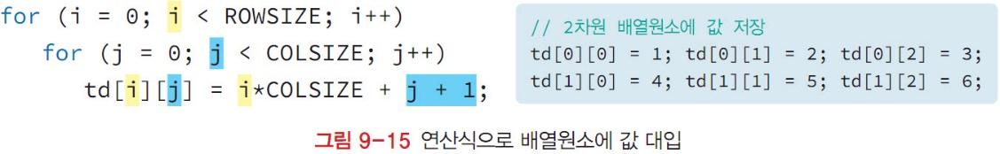 for (i = 0; i < ROWSIZE; i++)
for (j = 0; j < COLSIZE; j++)
td[i][j] = i*COLSIZE + j + 1;
// 2차원 배열원소에 값 저장
td[0][0] = 1; td[0][1] = 2; td[0][2] = 3;
td[1][0] = 4; td[1][1] = 5; td[1][2] = 6;
그림 9-15 연산식으로 배열원소에 값 대입